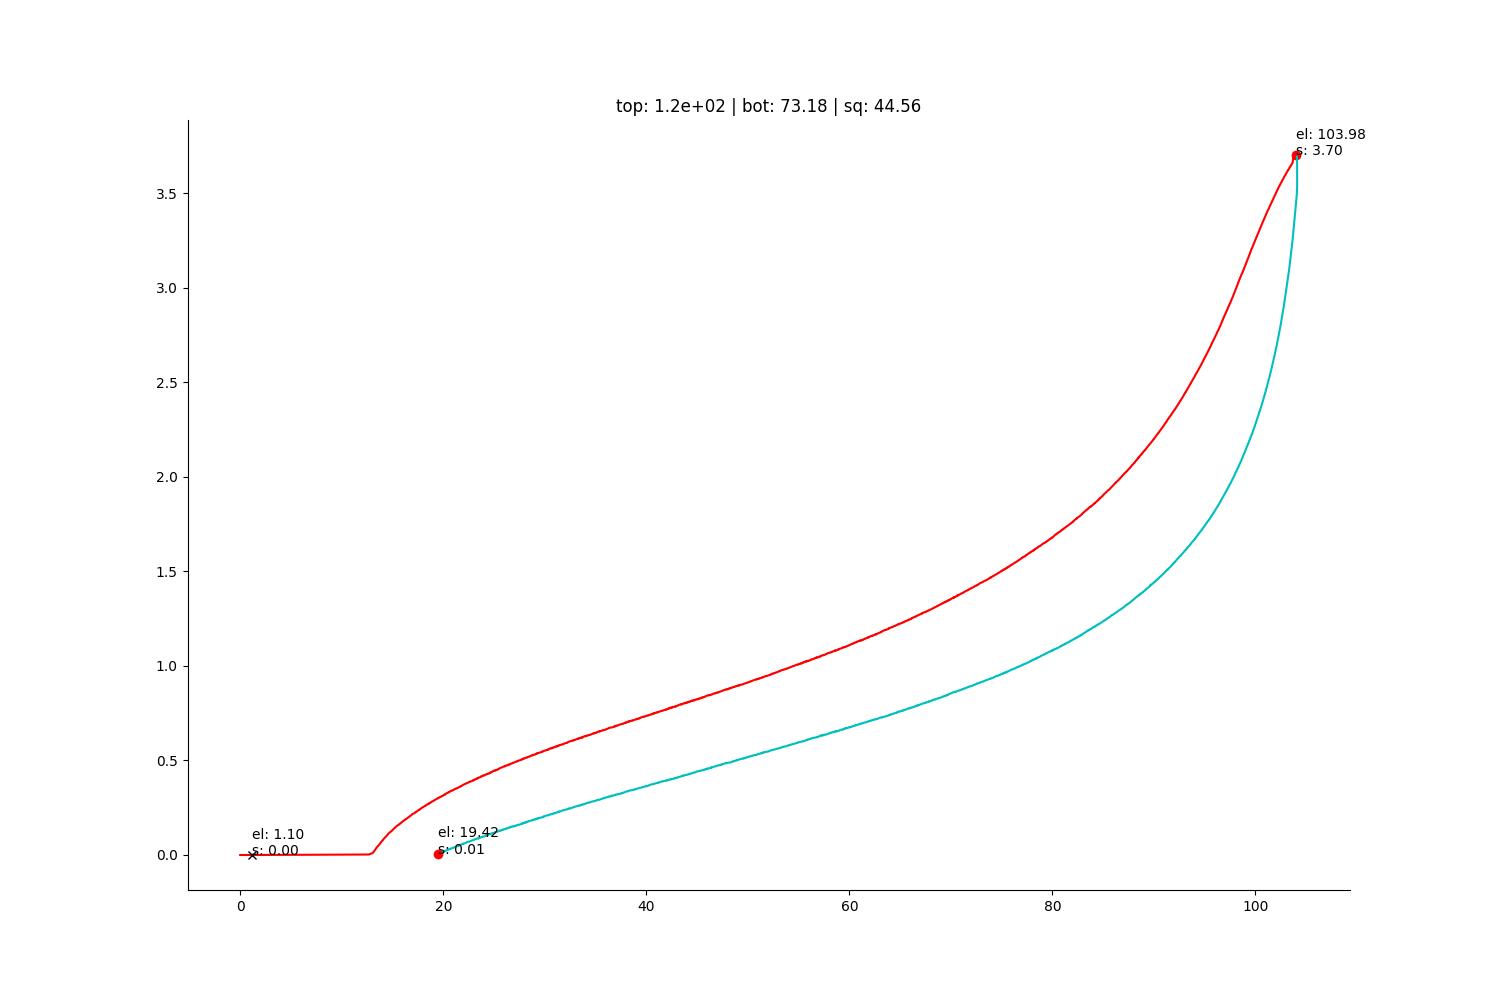 top: 1.2e+02 | bot: 73.18 | sq: 44.56
el: 103.98
s: 3.70
3.5
3.0
2.5
2.0
1.5
1.0
0.5
0.0
el: 1.10
s: 0.00
el: 19.42
s: 0.01
0
20
40
60
80
100